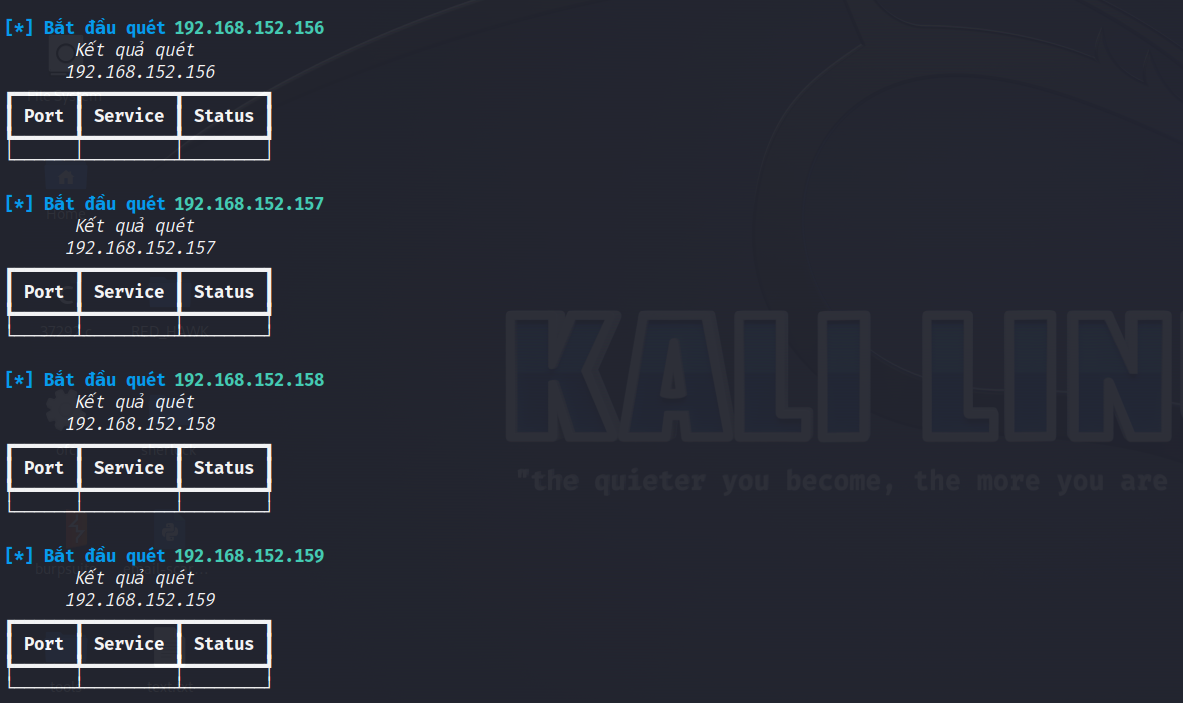 [*] Bắt đầu quét 192.168.152.156
Kết quả quét
192.168.152.156
Port Service Status
[*] Bắt đầu quét 192.168.152.157
Kết quả quét
192.168.152.157
Port Service Status
[*] Bắt đầu quét 192.168.152.158
Kết quả quét
192.168.152.158
Port Service Status
[*] Bắt đầu quét 192.168.152.159
Kết quả quét
192.168.152.159
Port Service Status
KALI LIN
"the quieter you become, the more you are